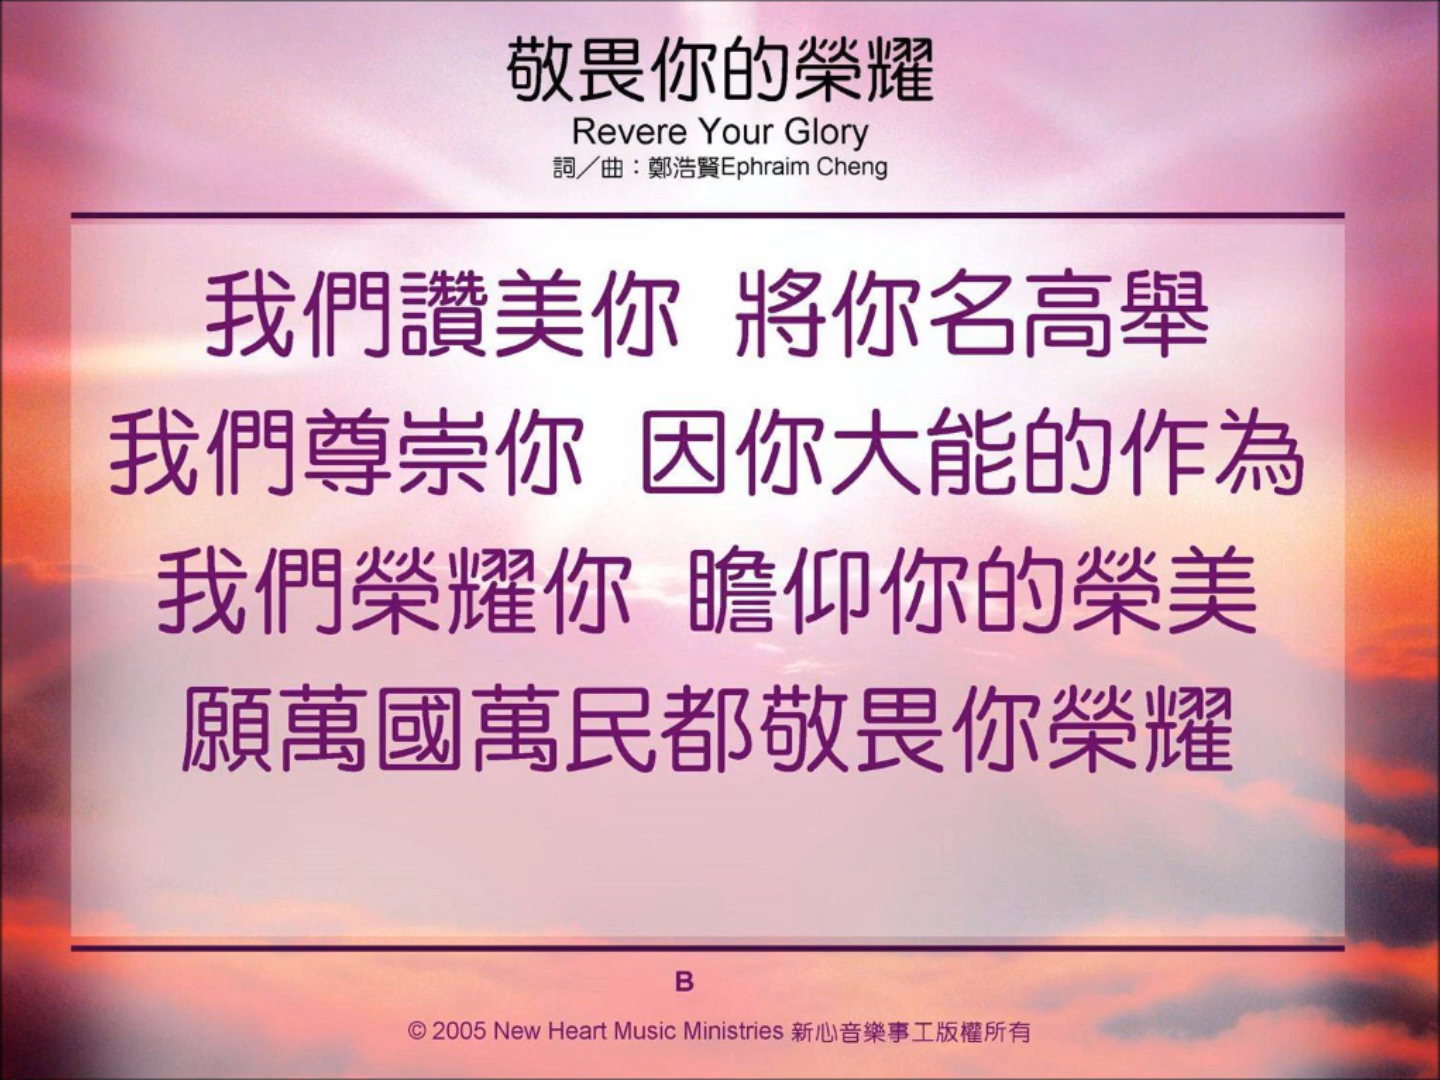 敬畏你的榮耀
Revere Your Glory
詞／曲：鄭浩賢Ephraim Cheng
我們讚美你 將你名高舉
我們尊崇你 因你大能的作為
我們榮耀你 瞻仰你的榮美
願萬國萬民都敬畏你榮耀
B
© 2005 New Heart Music Ministries 新心音樂事工版權所有